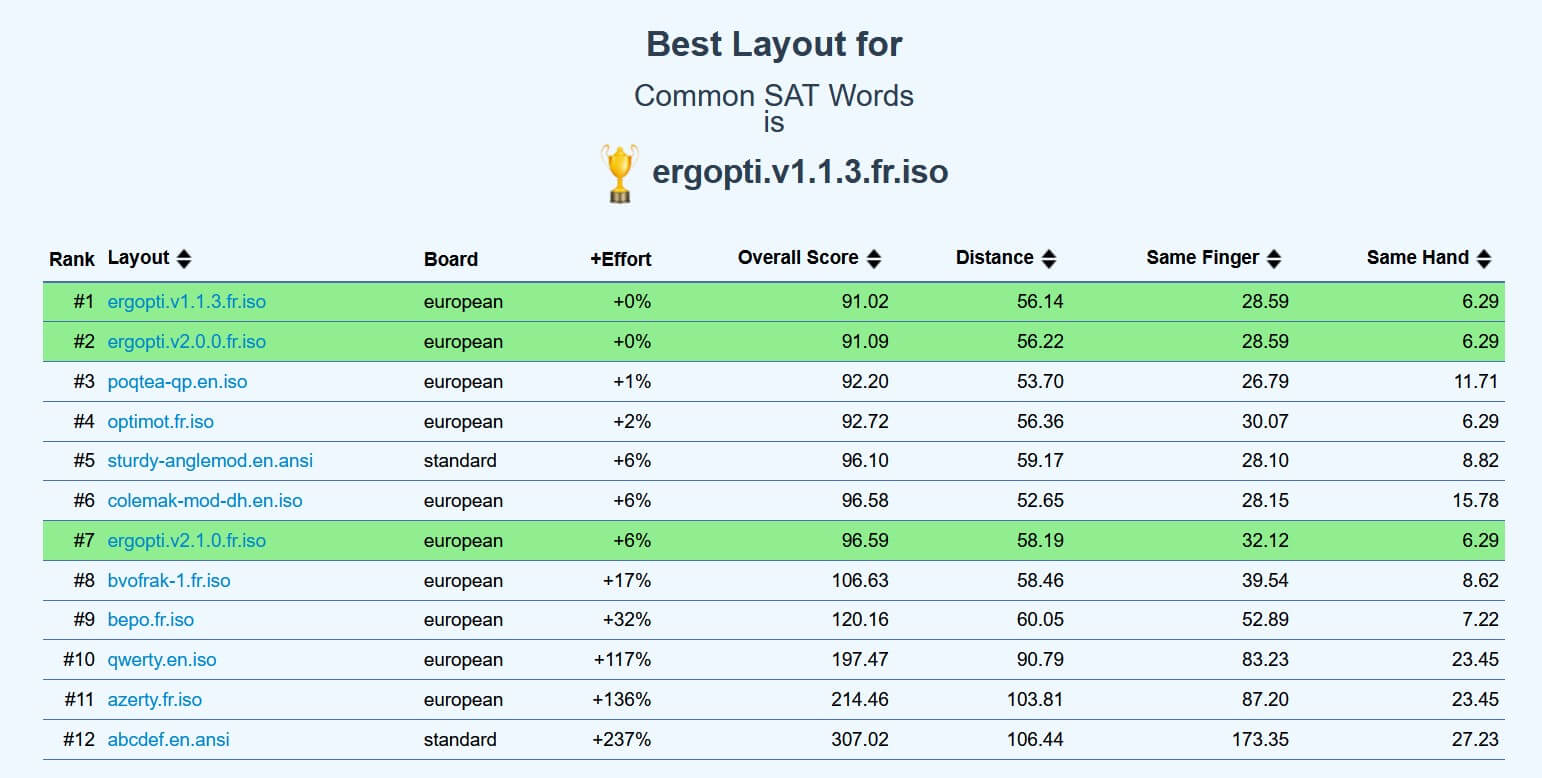 Best Layout for
Common SAT Words
is
ergopti.v1.1.3.fr.iso
Rank Layout Board +Effort Overall Score Distance Same Finger Same Hand
#1 ergopti.v1.1.3.fr.iso european +0% 91.02 56.14 28.59 6.29
#2 ergopti.v2.0.0.fr.iso european +0% 91.09 56.22 28.59 6.29
#3 poqtea-qp.en.iso european +1% 92.20 53.70 26.79 11.71
#4 optimot.fr.iso european +2% 92.72 56.36 30.07 6.29
#5 sturdy-anglemod.en.ansi standard +6% 96.10 59.17 28.10 8.82
#6 colemak-mod-dh.en.iso european +6% 96.58 52.65 28.15 15.78
#7 ergopti.v2.1.0.fr.iso european +6% 96.59 58.19 32.12 6.29
#8 bvofrak-1.fr.iso european +17% 106.63 58.46 39.54 8.62
#9 bepo.fr.iso european +32% 120.16 60.05 52.89 7.22
#10 qwerty.en.iso european +117% 197.47 90.79 83.23 23.45
#11 azerty.fr.iso european +136% 214.46 103.81 87.20 23.45
#12 abcdef.en.ansi standard +237% 307.02 106.44 173.35 27.23